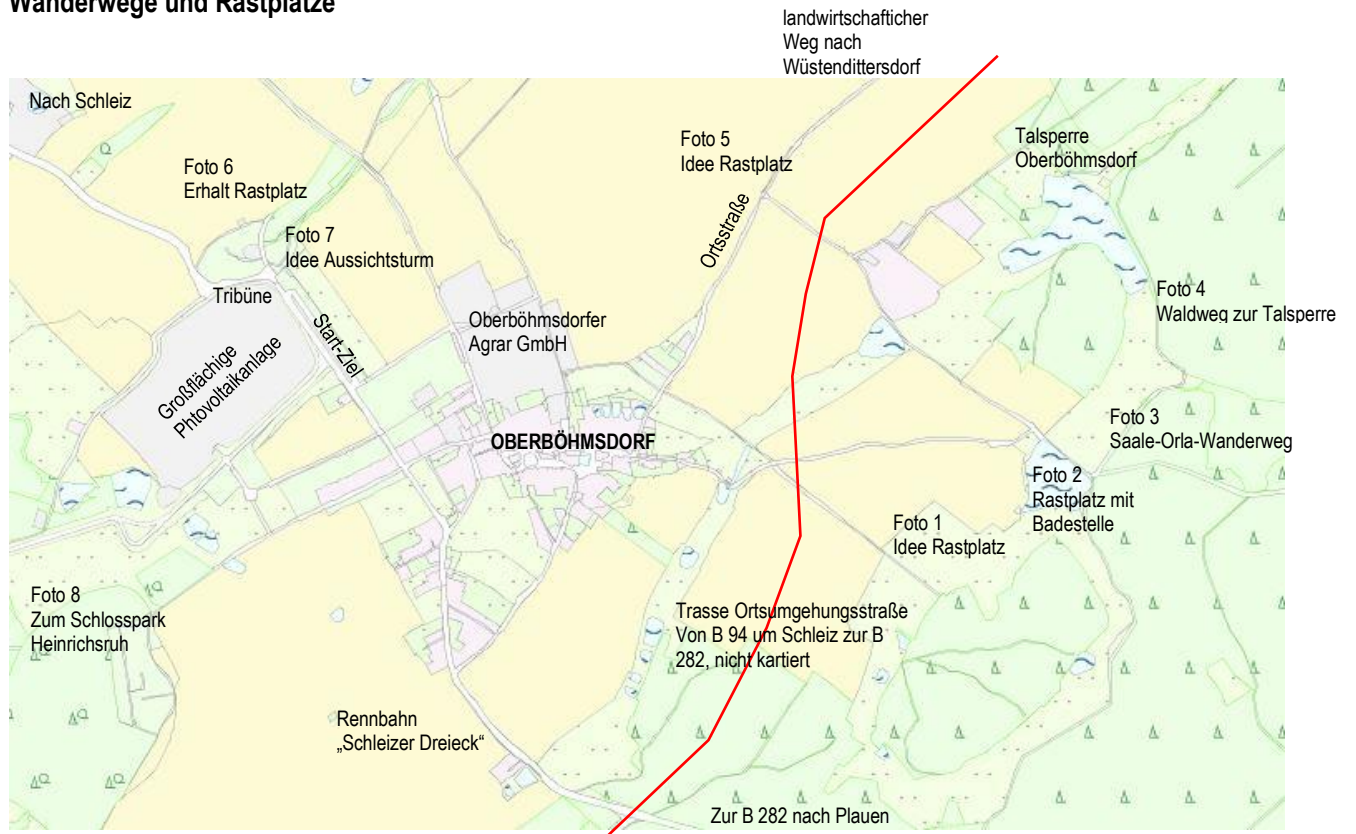 Wanderwege und Rastplätze
landwirtschafticher
Weg nach
Wüstendittersdorf
Nach Schleiz
Foto 6
Erhalt Rastplatz
Foto 5
Idee Rastplatz
Talsperre
Oberböhmsdorf
Foto 7
Idee Aussichtsturm
Ortsstraße
Tribüne
Start-Ziel
Oberböhmsdorfer
Agrar GmbH
Foto 4
Waldweg zur Talsperre
Großflächige
Phtovoltaikanlage
OBERBÖHMSDORF
Foto 3
Saale-Orla-Wanderweg
Foto 2
Rastplatz mit
Badestelle
Foto 1
Idee Rastplatz
Foto 8
Zum Schlosspark
Heinrichsruh
Trasse Ortsumgehungsstraße
Von B 94 um Schleiz zur B
282, nicht kartiert
Rennbahn
„Schleizer Dreieck“
Zur B 282 nach Plauen